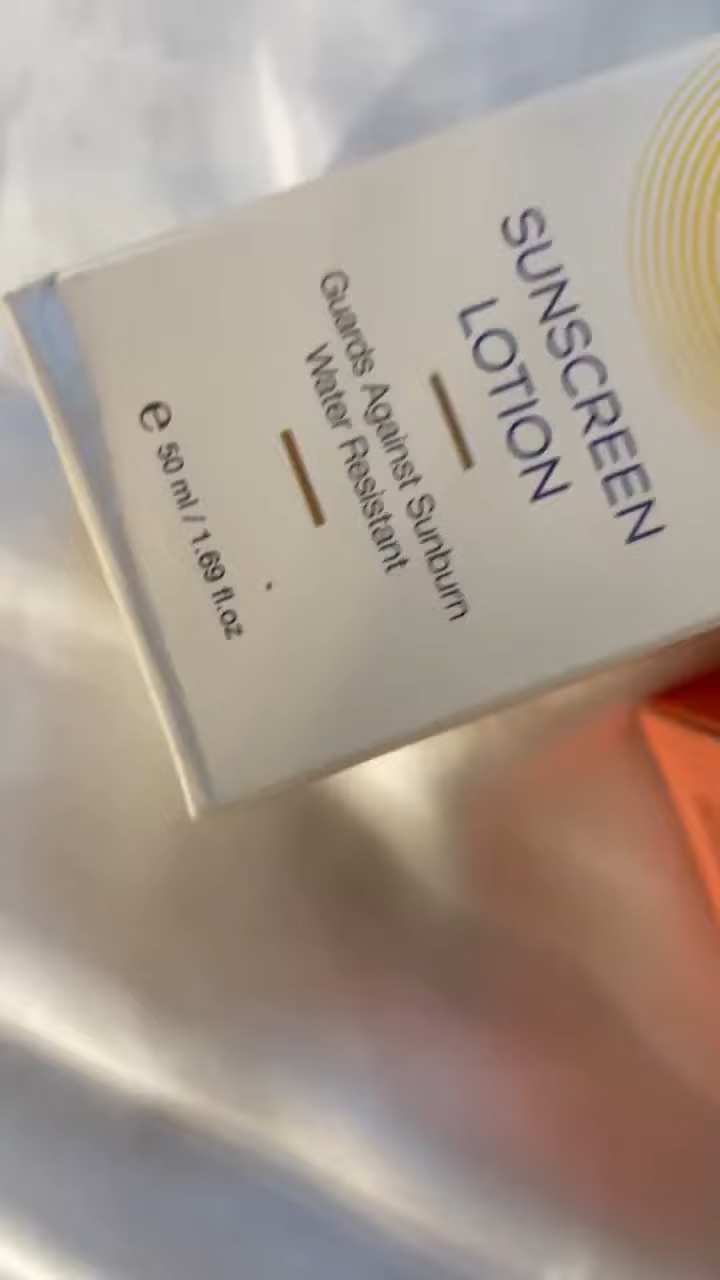 SUNSCREEN
LOTION
Guards Against Sunburn
Water Resistant
e 50 ml / 1.69 fl.oz